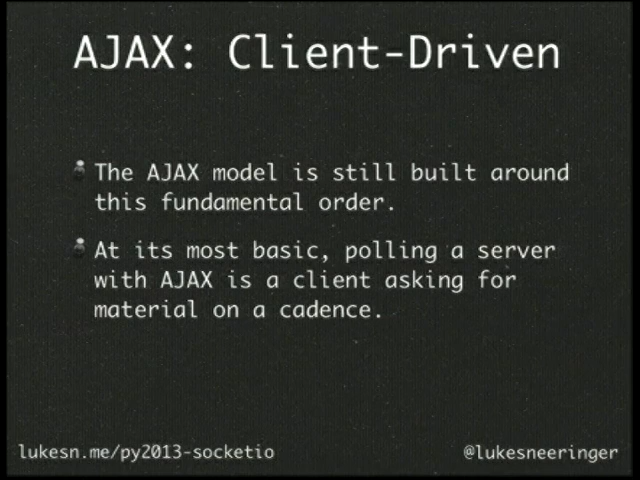 AJAX: Client-Driven
The AJAX model is still built around
this fundamental order.
At its most basic, polling a server
with AJAX is a client asking for
material on a cadence.
lukesn.me/py2013-socketio
@lukesneeringer